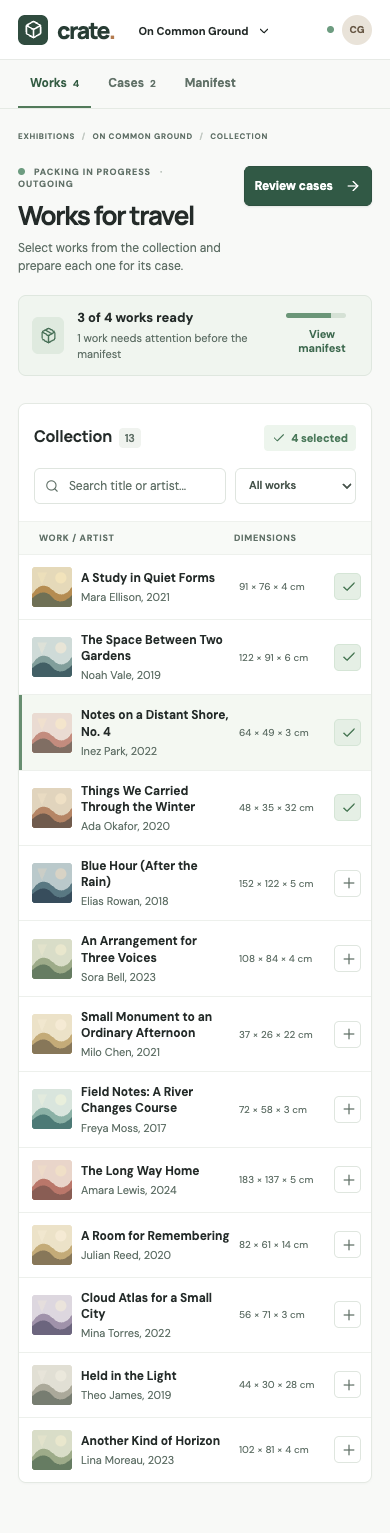 crate.
On Common Ground
CG
Works 4
Cases 2
Manifest
EXHIBITIONS / ON COMMON GROUND / COLLECTION
PACKING IN PROGRESS ·
OUTGOING
Works for travel
Select works from the collection and
prepare each one for its case.
Review cases →
3 of 4 works ready
1 work needs attention before the
manifest
View
manifest
Collection 13
4 selected
Search title or artist...
All works
WORK / ARTIST
DIMENSIONS
A Study in Quiet Forms
Mara Ellison, 2021
91 × 76 × 4 cm
The Space Between Two
Gardens
Noah Vale, 2019
122 × 91 × 6 cm
Notes on a Distant Shore,
No. 4
Inez Park, 2022
64 × 49 × 3 cm
Things We Carried
Through the Winter
Ada Okafor, 2020
48 × 35 × 32 cm
Blue Hour (After the
Rain)
Elias Rowan, 2018
152 × 122 × 5 cm
An Arrangement for
Three Voices
Sora Bell, 2023
108 × 84 × 4 cm
Small Monument to an
Ordinary Afternoon
Milo Chen, 2021
37 × 26 × 22 cm
Field Notes: A River
Changes Course
Freya Moss, 2017
72 × 58 × 3 cm
The Long Way Home
Amara Lewis, 2024
183 × 137 × 5 cm
A Room for Remembering
Julian Reed, 2020
82 × 61 × 14 cm
Cloud Atlas for a Small
City
Mina Torres, 2022
56 × 71 × 3 cm
Held in the Light
Theo James, 2019
44 × 30 × 28 cm
Another Kind of Horizon
Lina Moreau, 2023
102 × 81 × 4 cm